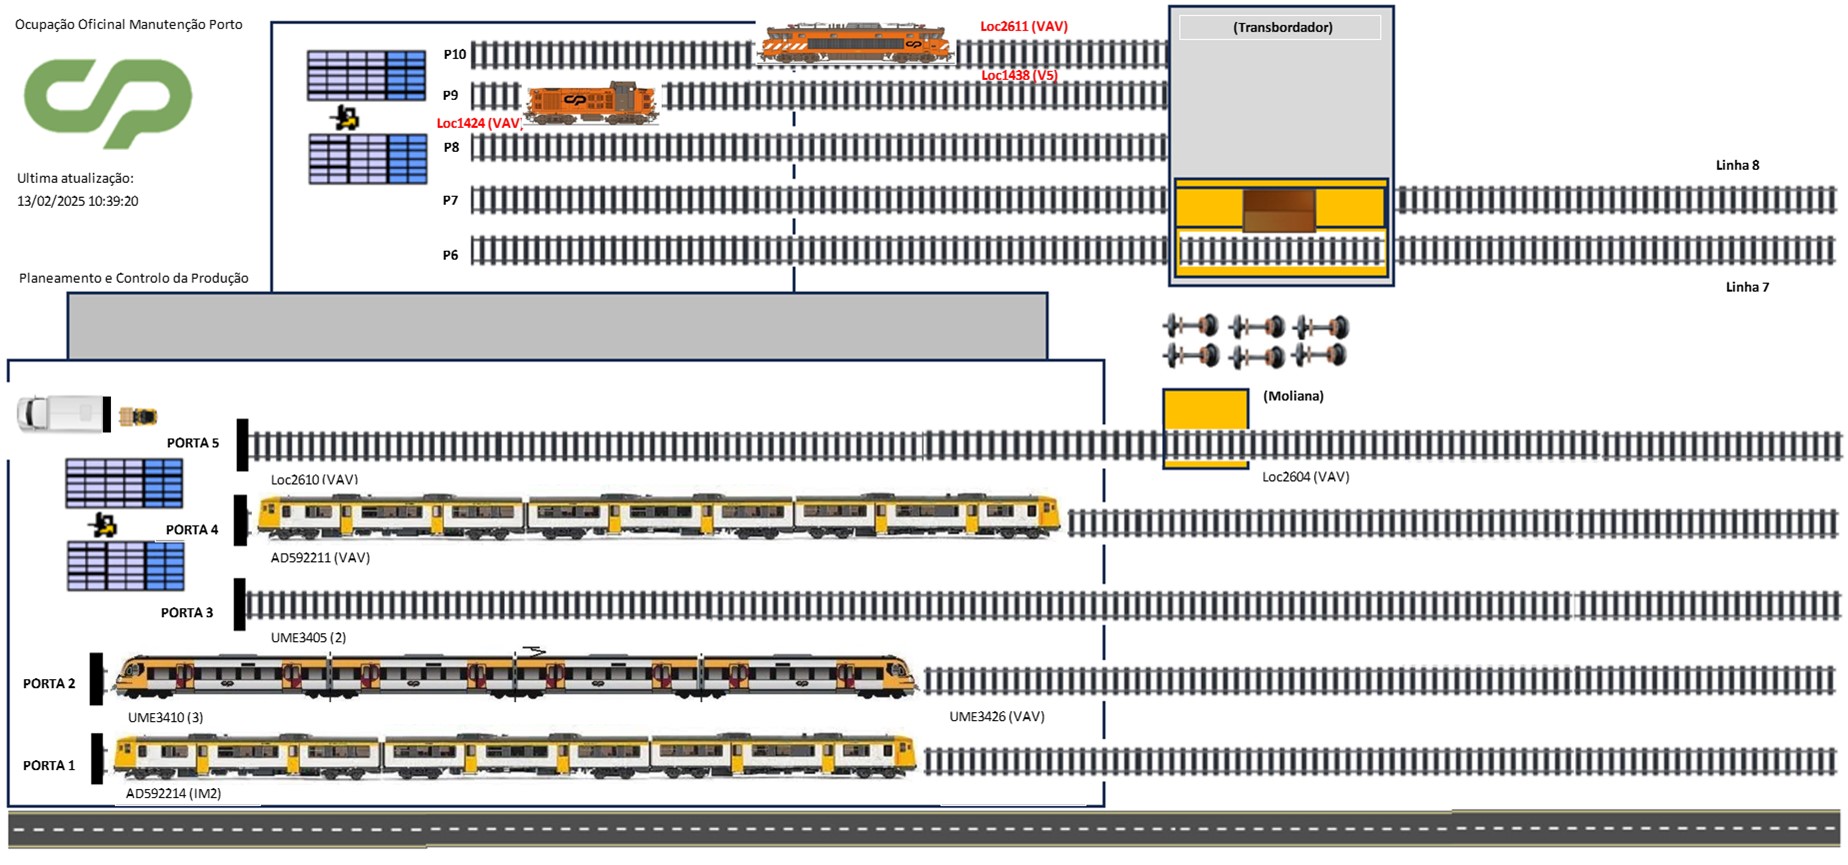 Ocupação Oficinal Manutenção Porto
Ultima atualização:
13/02/2025 10:39:20
Planeamento e Controlo da Produção
P10
Loc2611 (VAV)
(Transbordador)
P9
Loc1438 (V5)
Loc1424 (VAV)
P8
P7
P6
Linha 8
Linha 7
(Moliana)
PORTA 5
Loc2610 (VAV)
Loc2604 (VAV)
PORTA 4
AD592211 (VAV)
PORTA 3
UME3405 (2)
PORTA 2
UME3410 (3)
UME3426 (VAV)
PORTA 1
AD592214 (IM2)